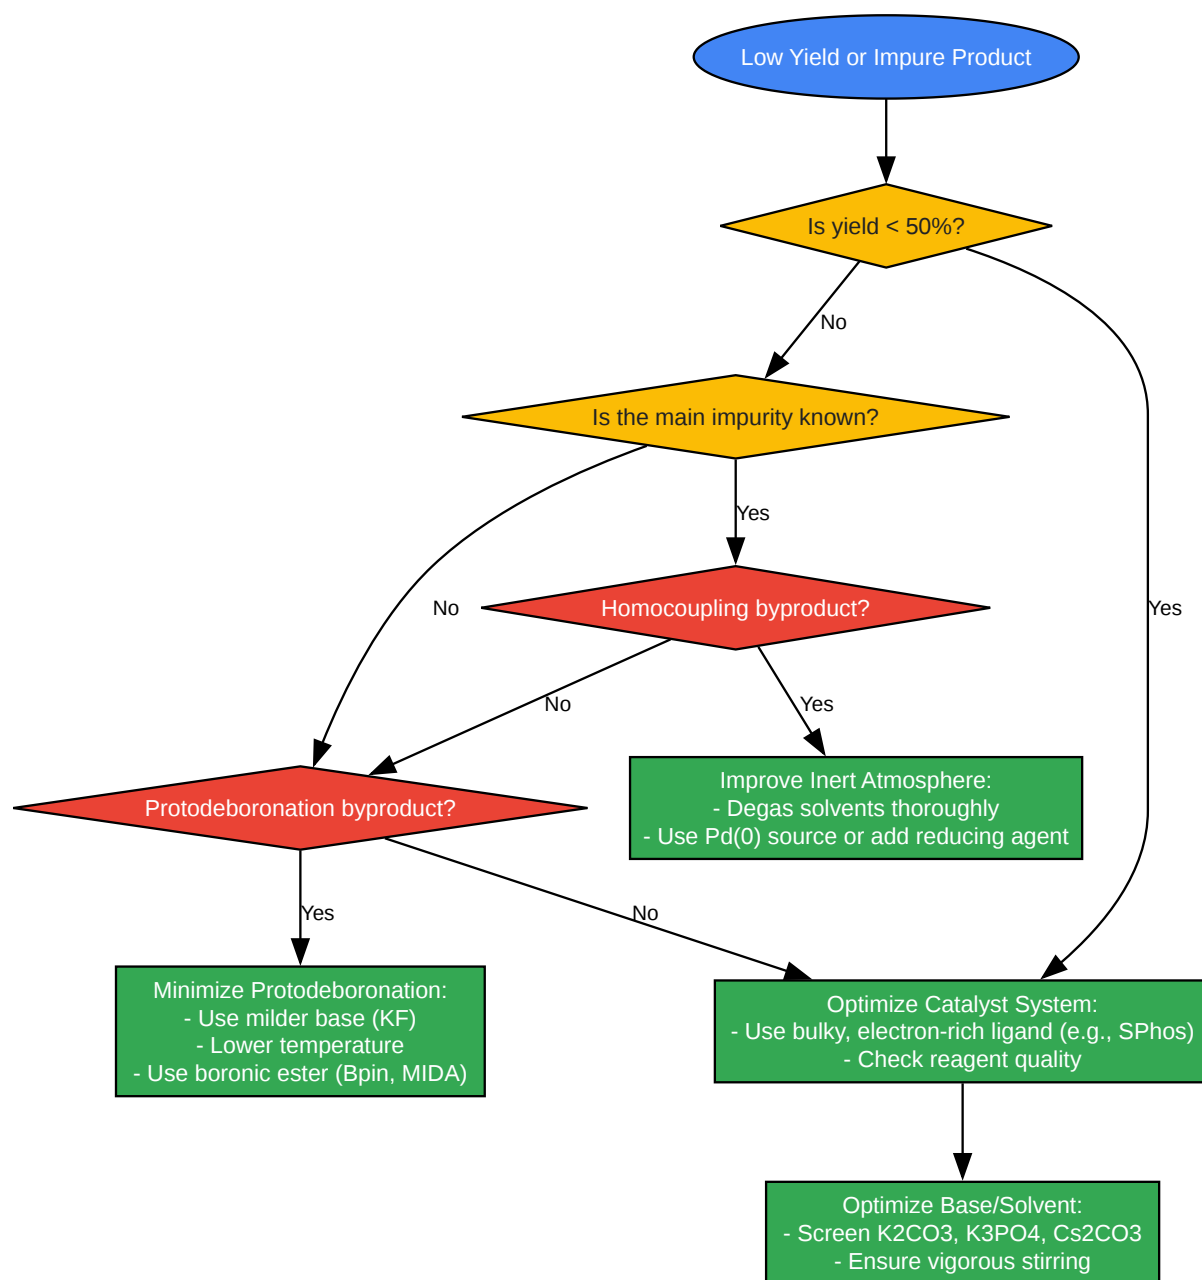 Low Yield or Impure Product
Is yield < 50%?
No
Is the main impurity known?
Yes
No
Homocoupling byproduct?
Yes
No
Yes
Improve Inert Atmosphere:
- Degas solvents thoroughly
- Use Pd(0) source or add reducing agent
Protodeboronation byproduct?
Yes
No
Minimize Protodeboronation:
- Use milder base (KF)
- Lower temperature
- Use boronic ester (Bpin, MIDA)
Optimize Catalyst System:
- Use bulky, electron-rich ligand (e.g., SPhos)
- Check reagent quality
Optimize Base/Solvent:
- Screen K2CO3, K3PO4, Cs2CO3
- Ensure vigorous stirring